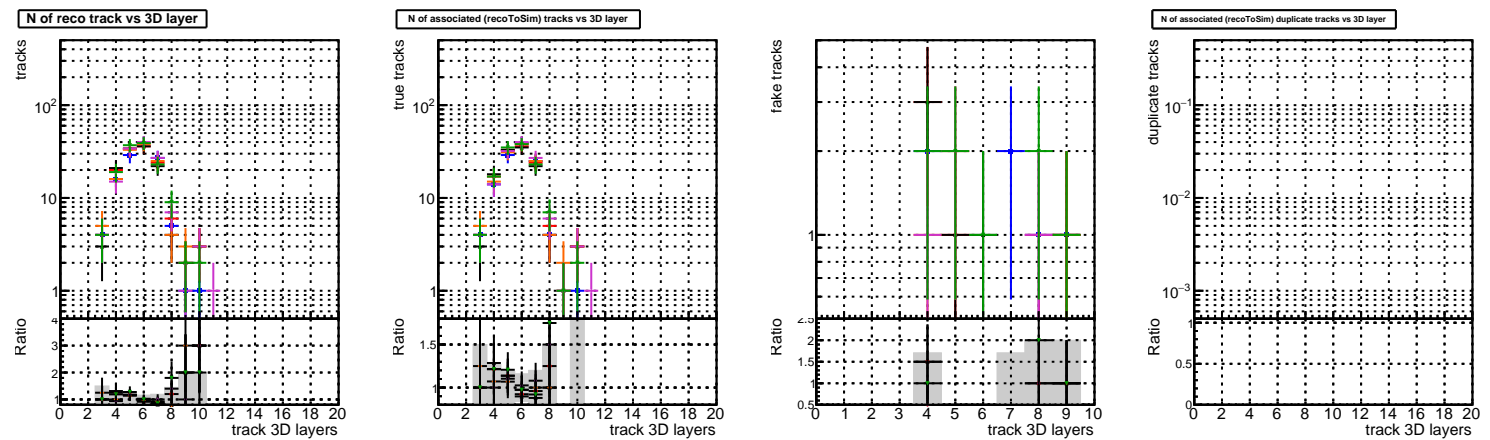 N of reco track vs 3D layer
tracks
10²
10
1
Ratio
4
3
2
1
0 2 4 6 8 10 12 14 16 18 20
track 3D layers
N of associated (recoToSim) tracks vs 3D layer
true tracks
10²
10
1
Ratio
1.5
1
0 2 4 6 8 10 12 14 16 18 20
track 3D layers
fake tracks
1
Ratio
2.5
2
1.5
1
0.5
0 1 2 3 4 5 6 7 8 9 10
track 3D layers
N of associated (recoToSim) duplicate tracks vs 3D layer
duplicate tracks
10⁻¹
10⁻²
10⁻³
Ratio
1
0.5
0
0 2 4 6 8 10 12 14 16 18 20
track 3D layers